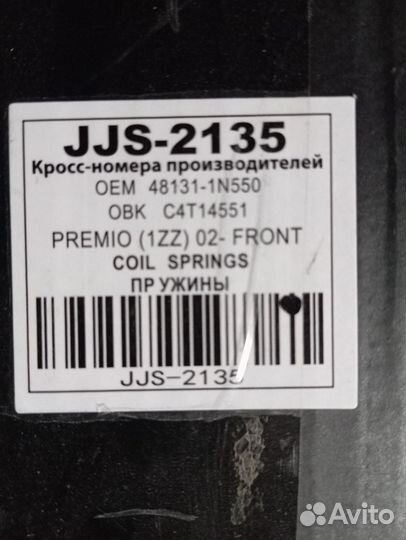 JJS-2135
Кросс-номера производителей
OEM 48131-1N550
OBK C4T14551
PREMIO (1ZZ) 02- FRONT
COIL SPRINGS
ПРУЖИНЫ
JJS-2135
Avito